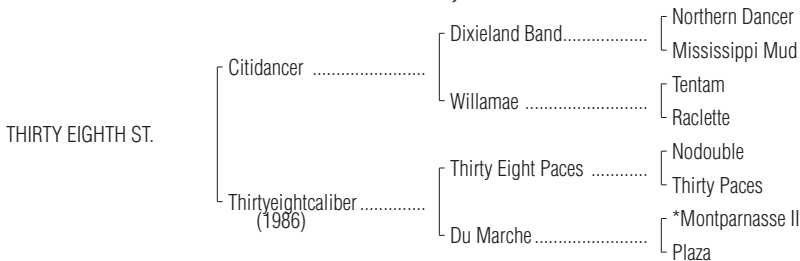 Northern Dancer
Dixieland Band..................
Mississippi Mud
Citidancer ........................
Tentam
Willamae ..........................
Raclette
THIRTY EIGHTH ST.
Nodouble
Thirty Eight Paces ............
Thirty Paces
Thirtyeightcaliber..............
(1986)
*Montparnasse II
Du Marche........................
Plaza